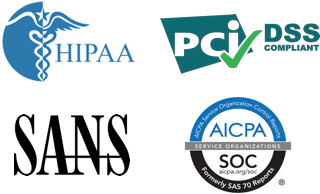 HIPAA
PCi DSS
COMPLIANT
SANS
AICPA Service Organization Control Reports
AICPA
SERVICE ORGANIZATIONS
SOC
aicpa.org/soc
Formerly SAS 70 Reports
®